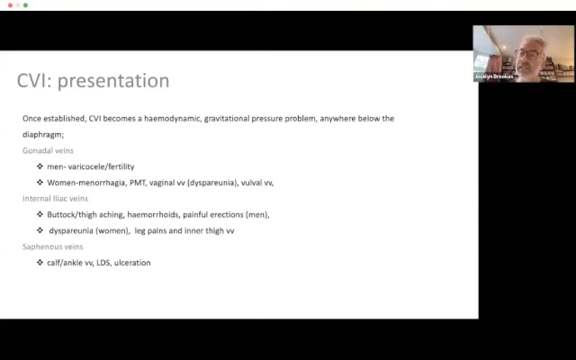 Jocelyn Brookes
CVI: presentation
Once established, CVI becomes a haemodynamic, gravitational pressure problem, anywhere below the
diaphragm;
Gonadal veins
❖ men- varicocele/fertility
❖ Women-menorrhagia, PMT, vaginal vv (dyspareunia), vulval vv,
Internal Iliac veins
❖ Buttock/thigh aching, haemorrhoids, painful erections (men),
❖ dyspareunia (women), leg pains and inner thigh vv
Saphenous veins
❖ calf/ankle vv, LDS, ulceration